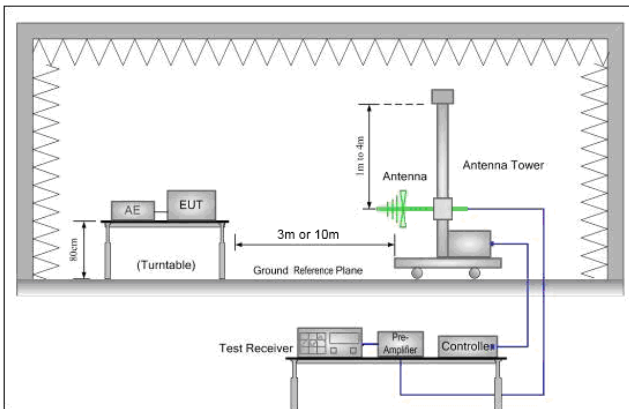 1m to 4m
Antenna
Antenna Tower
AE
EUT
80cm
(Turntable)
3m or 10m
Ground Reference Plane
Test Receiver
Pre-
Amplifier
Controller